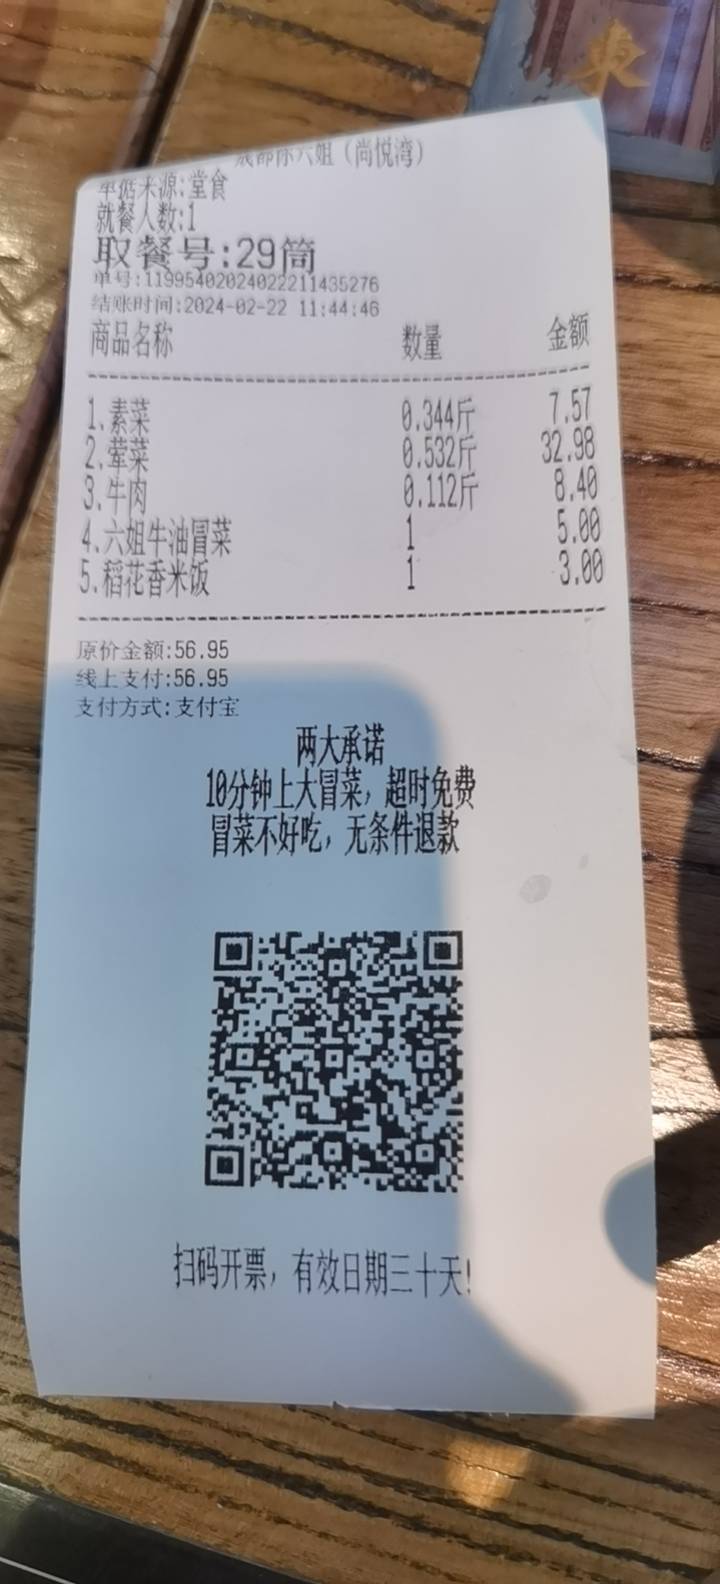 成都陈六姐（尚悦湾）
单据来源:堂食
就餐人数:1
取餐号:29筒
单号:11995402024022211435276
结账时间:2024-02-22 11:44:46
商品名称 数量 金额
1.素菜 0.344斤 7.57
2.荤菜 0.532斤 32.98
3.牛肉 0.112斤 8.40
4.六姐牛油冒菜 1 5.00
5.稻花香米饭 1 3.00
原价金额:56.95
线上支付:56.95
支付方式:支付宝
两大承诺
10分钟上大冒菜，超时免费
冒菜不好吃，无条件退款
扫码开票，有效日期三十天!
東